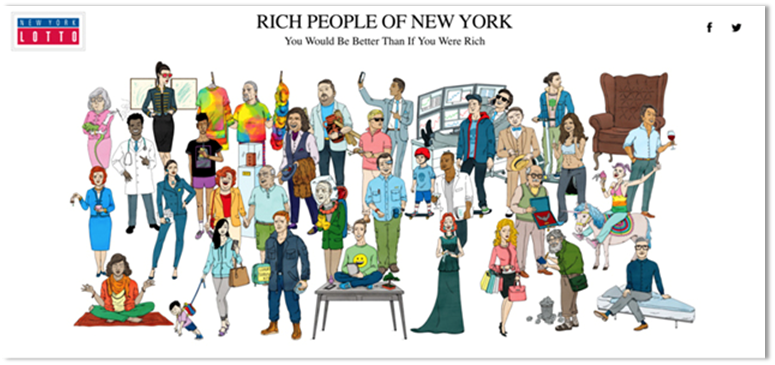 NEW YORK
LOTTO
RICH PEOPLE OF NEW YORK
You Would Be Better Than If You Were Rich